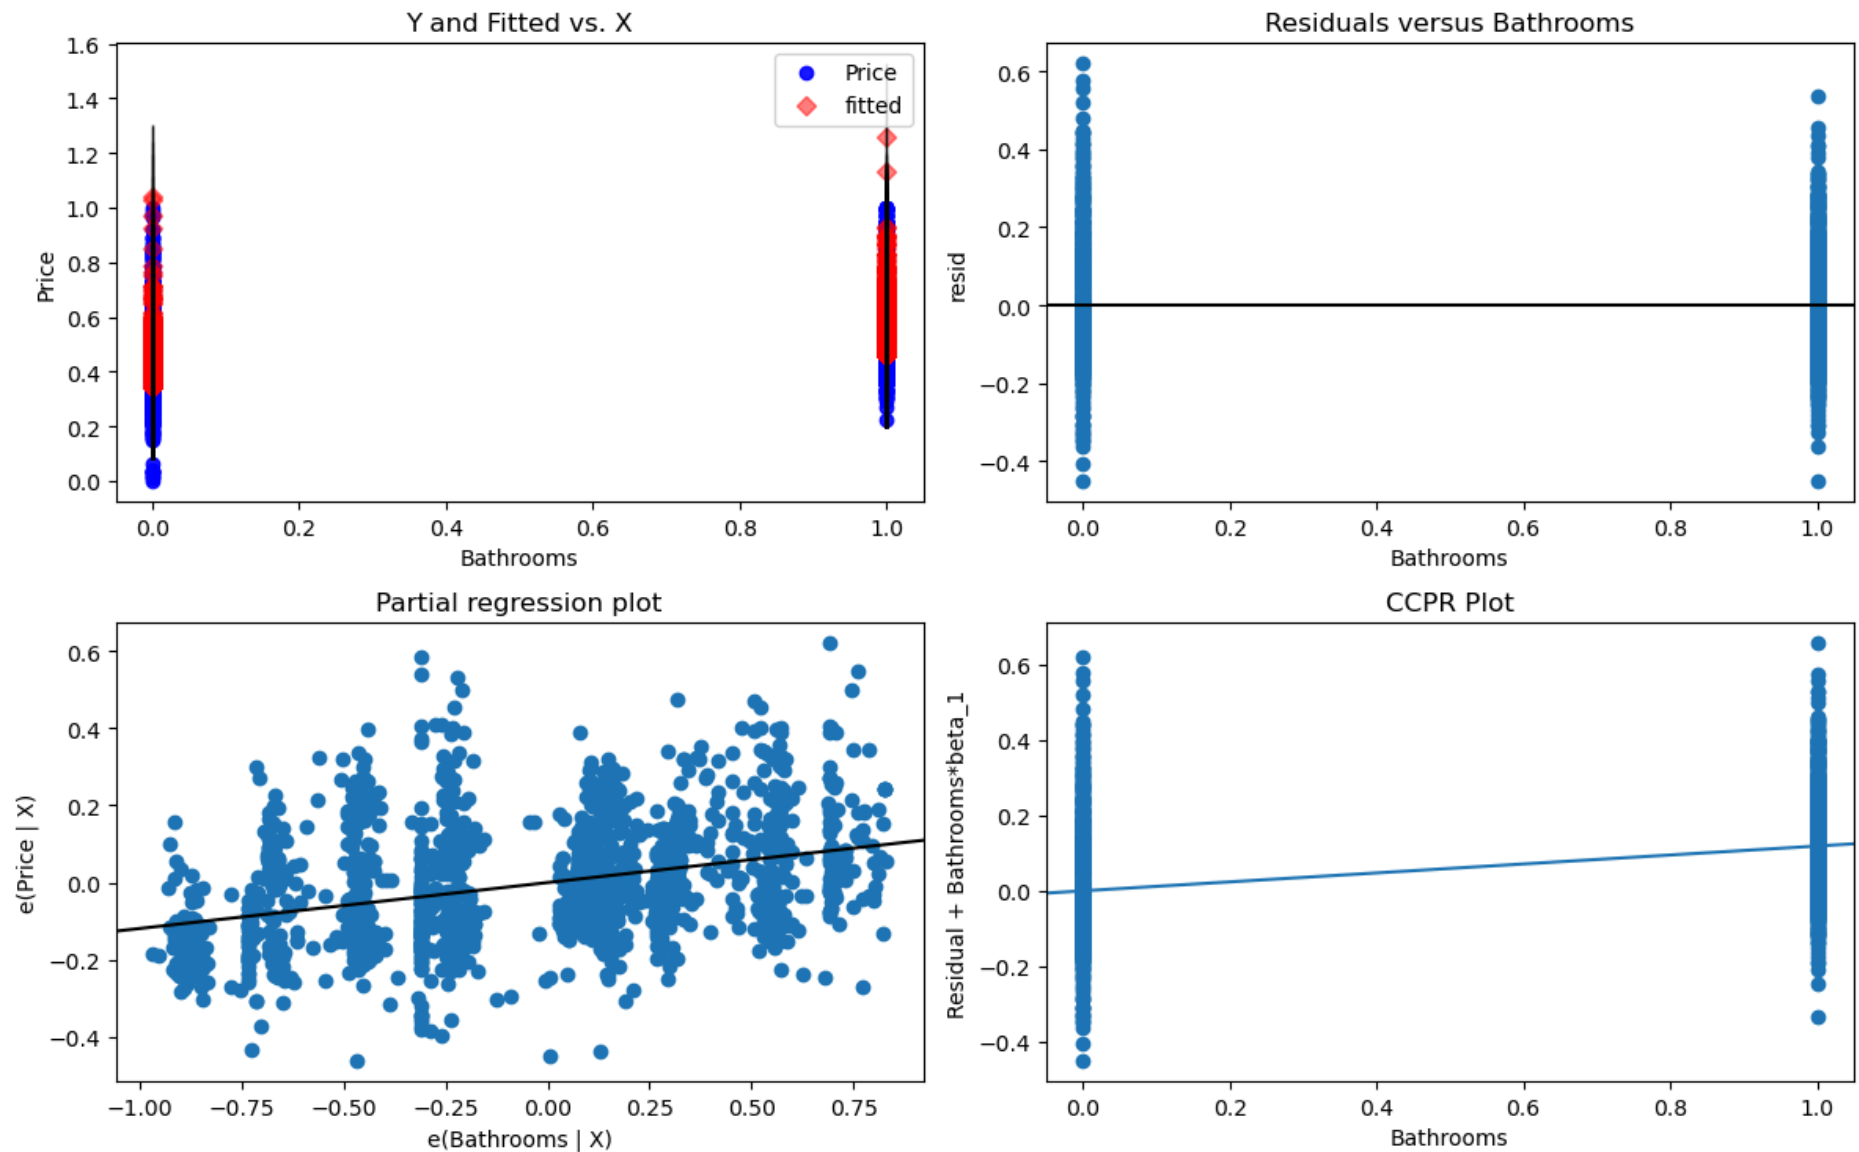 Y and Fitted vs. X
Price
1.6
1.4
1.2
1.0
0.8
0.6
0.4
0.2
0.0
Price
fitted
0.0 0.2 0.4 0.6 0.8 1.0
Bathrooms
Residuals versus Bathrooms
resid
0.6
0.4
0.2
0.0
−0.2
−0.4
0.0 0.2 0.4 0.6 0.8 1.0
Bathrooms
Partial regression plot
e(Price | X)
0.6
0.4
0.2
0.0
−0.2
−0.4
−1.00 −0.75 −0.50 −0.25 0.00 0.25 0.50 0.75
e(Bathrooms | X)
CCPR Plot
Residual + Bathrooms*beta_1
0.6
0.4
0.2
0.0
−0.2
−0.4
0.0 0.2 0.4 0.6 0.8 1.0
Bathrooms